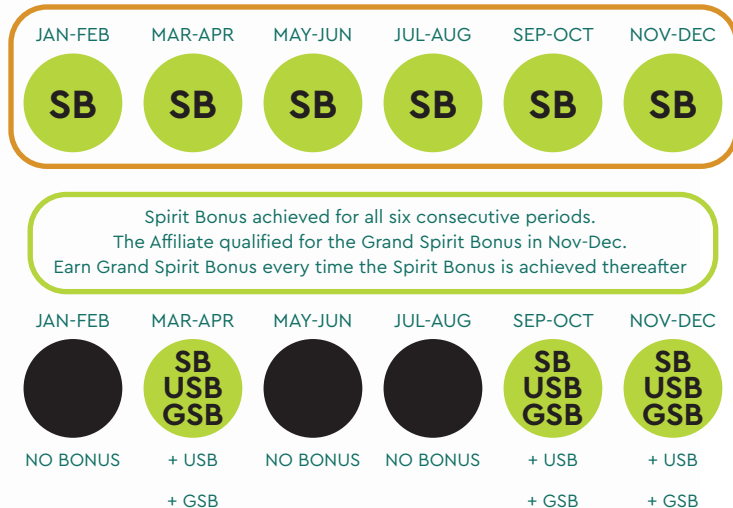 JAN-FEB MAR-APR MAY-JUN JUL-AUG SEP-OCT NOV-DEC
SB SB SB SB SB SB
Spirit Bonus achieved for all six consecutive periods.
The Affiliate qualified for the Grand Spirit Bonus in Nov-Dec.
Earn Grand Spirit Bonus every time the Spirit Bonus is achieved thereafter
JAN-FEB MAR-APR MAY-JUN JUL-AUG SEP-OCT NOV-DEC
SB SB SB
USB USB USB
GSB GSB GSB
NO BONUS + USB NO BONUS NO BONUS + USB + USB
+ GSB + GSB + GSB